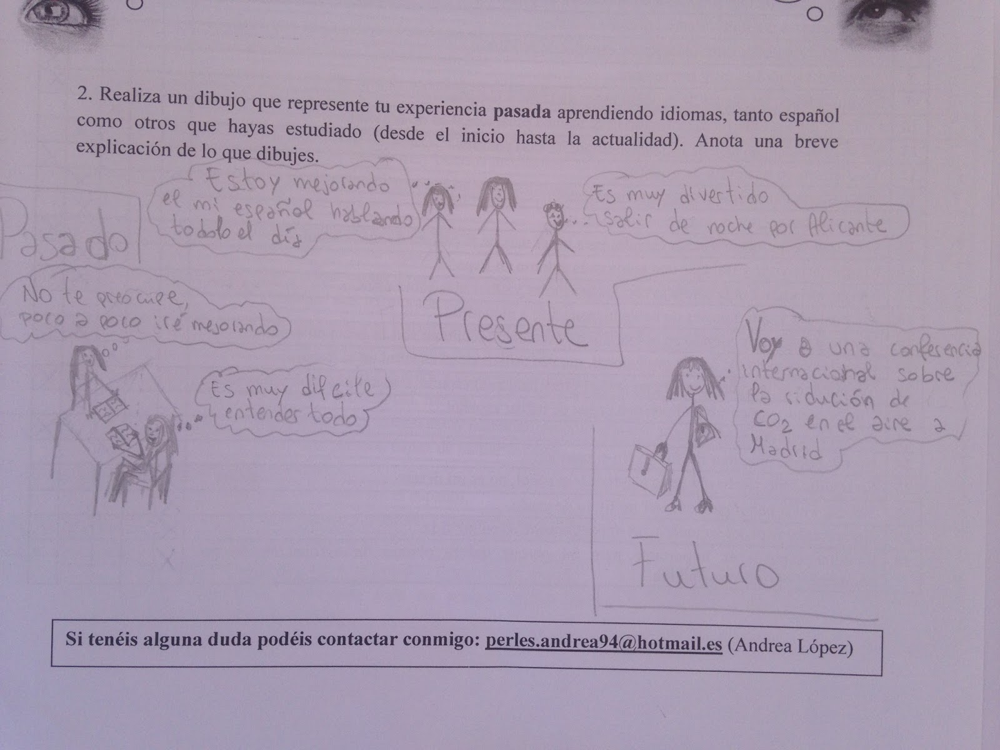 2. Realiza un dibujo que represente tu experiencia pasada aprendiendo idiomas, tanto español
como otros que hayas estudiado (desde el inicio hasta la actualidad). Anota una breve
explicación de lo que dibujes.
Pasado
Estoy mejorando
el mi español hablando
todolo el día
Es muy divertido
salir de noche por Alicante
No te preocupe,
poco a poco iré mejorando
Presente
Es muy dificile
entender todo
Voy a una conferencia
internacional sobre
la sidución de
CO2 en el aire a
Madrid
Futuro
Si tenéis alguna duda podéis contactar conmigo: perles.andrea94@hotmail.es (Andrea López)